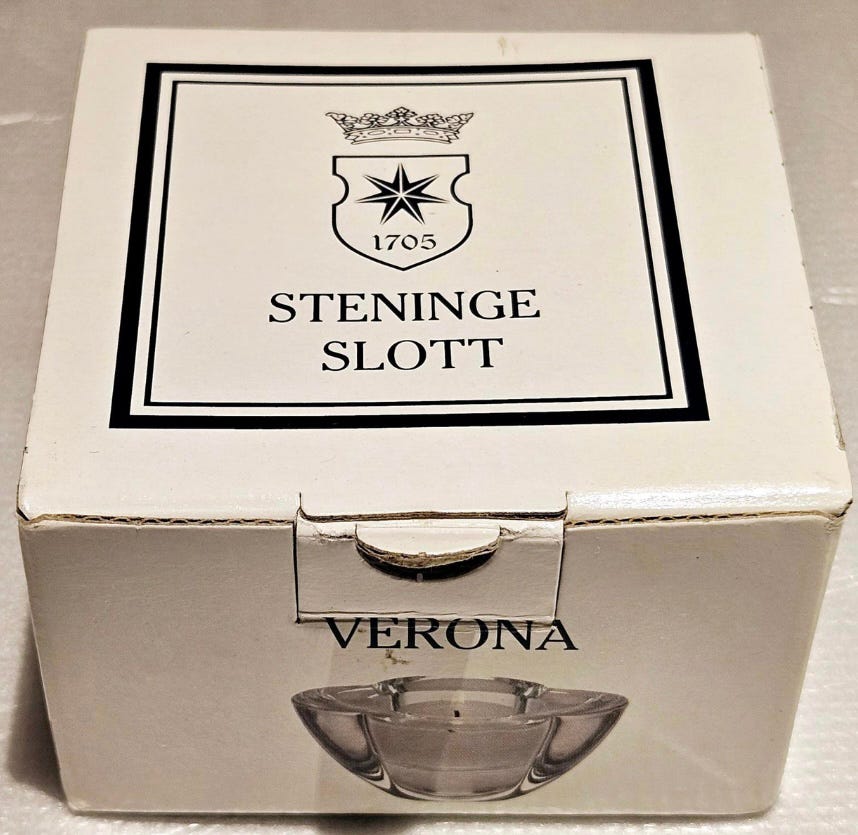 1705
STENINGE
SLOTT
VERONA